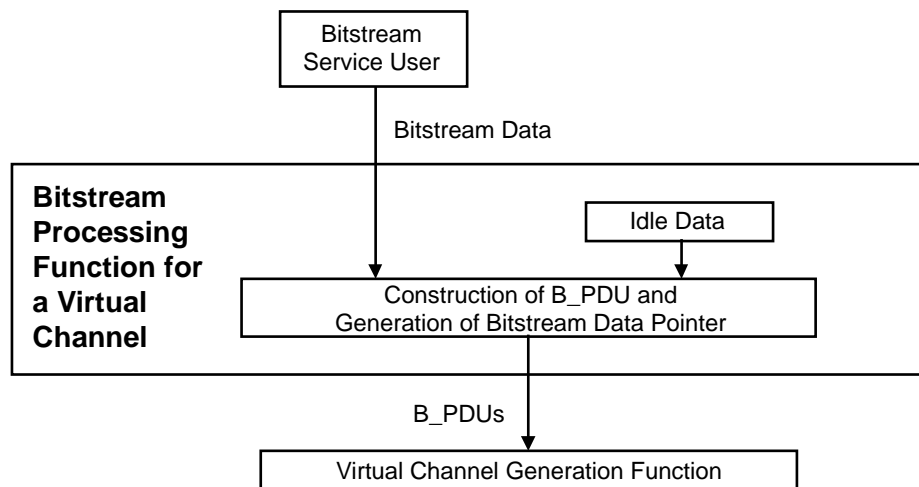 Bitstream
Service User
Bitstream Data
Bitstream
Processing
Function for
a Virtual
Channel
Idle Data
Construction of B_PDU and
Generation of Bitstream Data Pointer
B_PDUs
Virtual Channel Generation Function